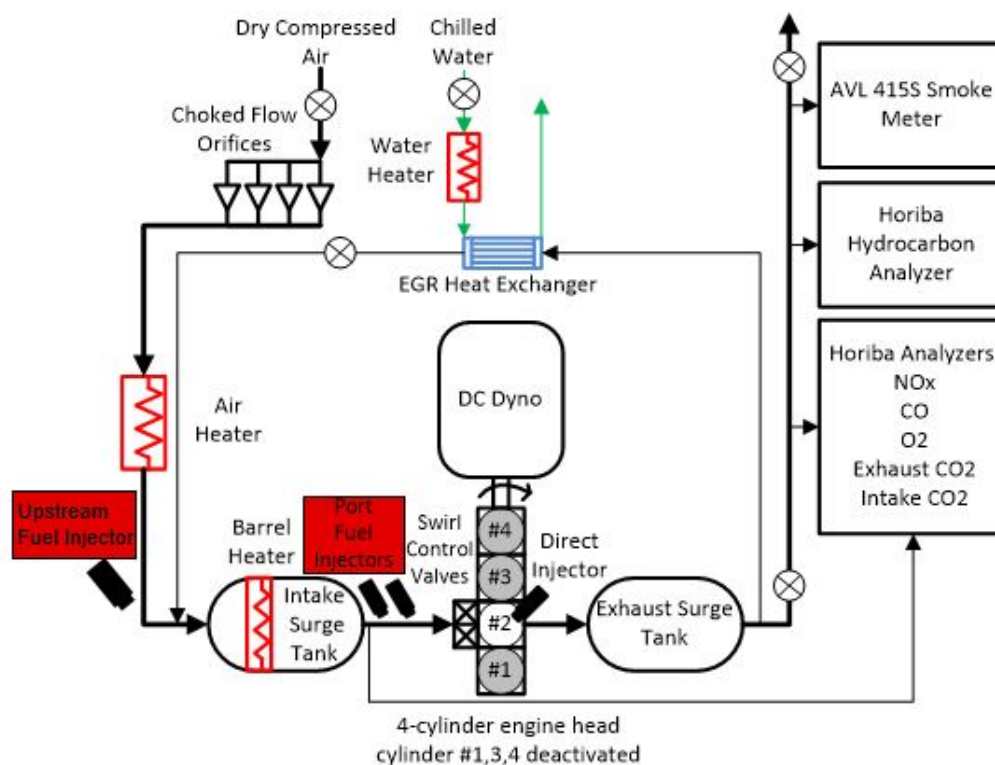 Dry Compressed
Air
Chilled
Water
Choked Flow
Orifices
Water
Heater
EGR Heat Exchanger
AVL 415S Smoke
Meter
Horiba
Hydrocarbon
Analyzer
Horiba Analyzers
NOx
CO
O2
Exhaust CO2
Intake CO2
DC Dyno
Air
Heater
Upstream
Fuel Injector
Barrel
Heater
Port
Fuel
Injectors
Swirl
Control
Valves
Direct
Injector
Intake
Surge
Tank
#4
#3
#2
#1
Exhaust Surge
Tank
4-cylinder engine head
cylinder #1,3,4 deactivated